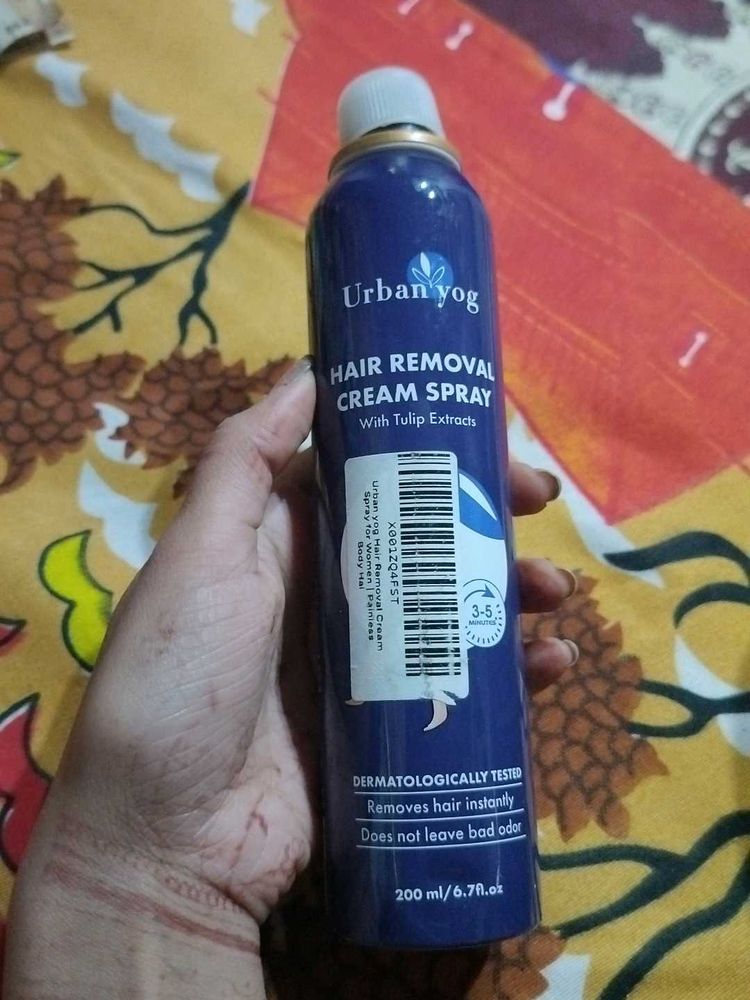 Urban yog
HAIR REMOVAL
CREAM SPRAY
With Tulip Extracts
X001ZQ4FST
Urban yog Hair Removal Cream
Spray for Women | Painless
Body Hai
3-5
MINUTES
DERMATOLOGICALLY TESTED
Removes hair instantly
Does not leave bad odor
200 ml/6.7fl.oz